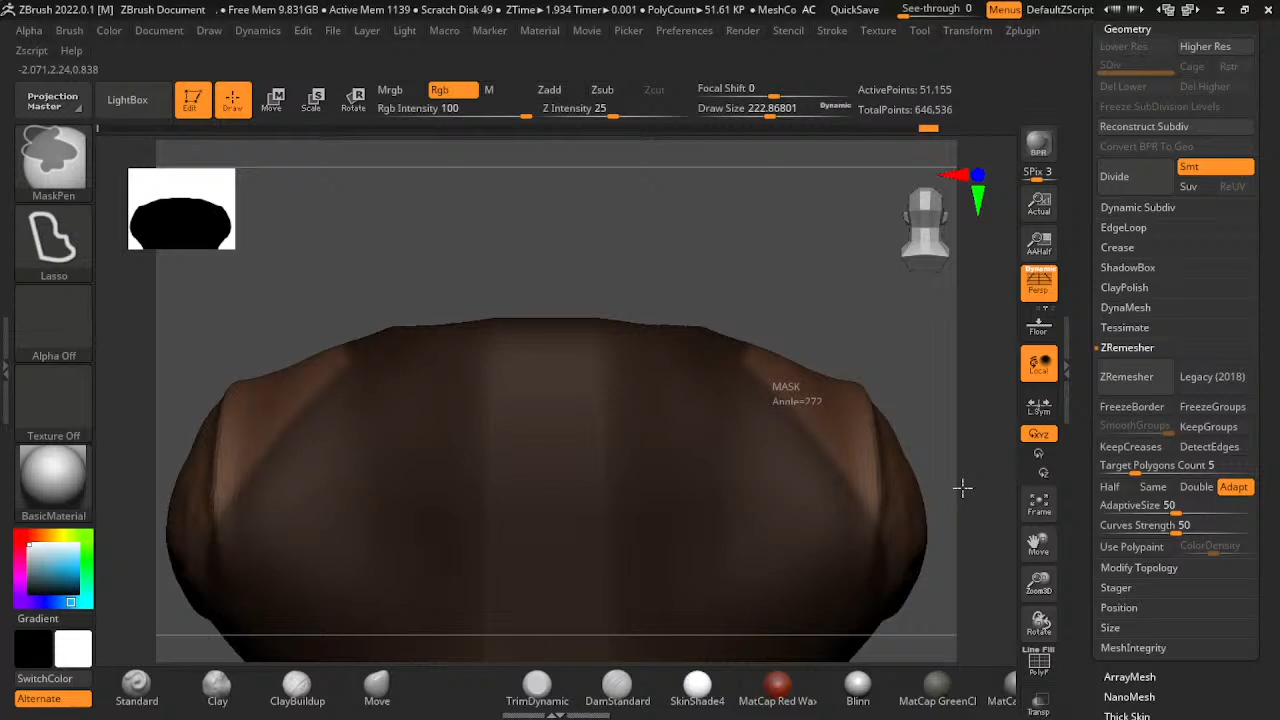 ZBrush 2022.0.1 [M] ZBrush Document . • Free Mem 9.831GB • Active Mem 1139 • Scratch Disk 49 • ZTime▸1.934 Timer▸0.001 • PolyCount▸51.61 KP • MeshCo AC QuickSave See-through 0 Menus DefaultZScript
Alpha Brush Color Document Draw Dynamics Edit File Layer Light Macro Marker Material Movie Picker Preferences Render Stencil Stroke Texture Tool Transform Zplugin
Zscript Help
-2.071,2.24,0.838
Projection Master
LightBox
Edit Draw Move Scale Rotate
Mrgb Rgb M Zadd Zsub Zcut
Rgb Intensity 100 Z Intensity 25
Focal Shift 0
Draw Size 222.86801 Dynamic
ActivePoints: 51,155
TotalPoints: 646,536
MaskPen
Lasso
Alpha Off
Texture Off
BasicMaterial
Gradient
SwitchColor
Alternate
MASK
Angle=272
BPR
SPix 3
Actual
AAHalf
Dynamic
Persp
Floor
Local
L.Sym
XYZ
Frame
Move
Zoom3D
Rotate
Line Fill
PolyF
Transp
Geometry
Lower Res Higher Res
SDiv Cage Rstr
Del Lower Del Higher
Freeze SubDivision Levels
Reconstruct Subdiv
Convert BPR To Geo
Divide Smt
Suv ReUV
Dynamic Subdiv
EdgeLoop
Crease
ShadowBox
ClayPolish
DynaMesh
Tessimate
ZRemesher
ZRemesher Legacy (2018)
FreezeBorder FreezeGroups
SmoothGroups KeepGroups
KeepCreases DetectEdges
Target Polygons Count 5
Half Same Double Adapt
AdaptiveSize 50
Curves Strength 50
Use Polypaint ColorDensity
Modify Topology
Stager
Position
Size
MeshIntegrity
ArrayMesh
NanoMesh
Thick Skin
Standard Clay ClayBuildup Move TrimDynamic DamStandard SkinShade4 MatCap Red Wax Blinn MatCap GreenCl MatCa